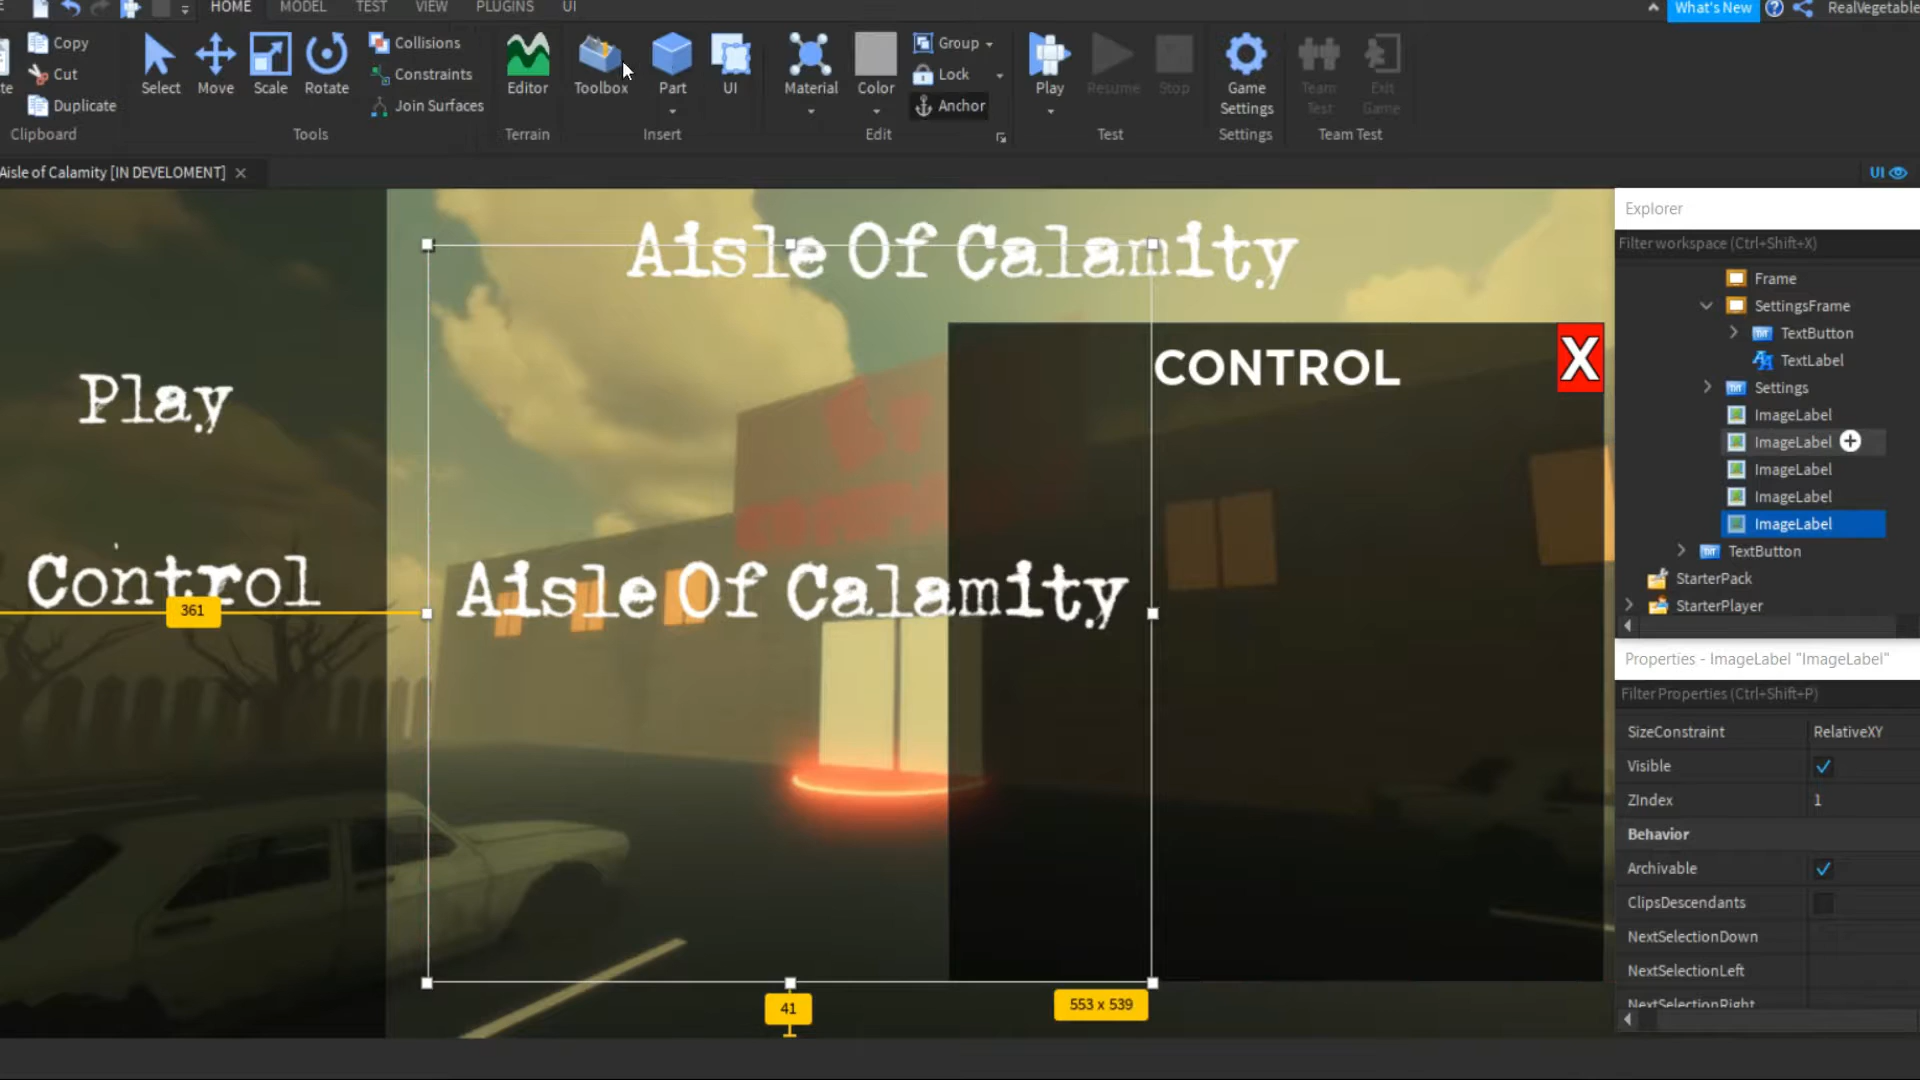 HOME MODEL TEST VIEW PLUGINS UI
What's New
RealVegetable
Copy
Cut
Duplicate
Clipboard
Select Move Scale Rotate
Collisions
Constraints
Join Surfaces
Tools
Editor
Terrain
Toolbox Part UI
Insert
Material Color
Group
Lock
Anchor
Edit
Play Resume Stop
Test
Game Settings
Settings
Team Test Exit Game
Team Test
Aisle of Calamity [IN DEVELOMENT]
UI
Aisle Of Calamity
CONTROL X
Play
Control
361
Aisle Of Calamity
41
553 x 539
Explorer
Filter workspace (Ctrl+Shift+X)
Frame
SettingsFrame
TextButton
TextLabel
Settings
ImageLabel
ImageLabel
ImageLabel
ImageLabel
ImageLabel
TextButton
StarterPack
StarterPlayer
Properties - ImageLabel "ImageLabel"
Filter Properties (Ctrl+Shift+P)
SizeConstraint RelativeXY
Visible
ZIndex 1
Behavior
Archivable
ClipsDescendants
NextSelectionDown
NextSelectionLeft
NextSelectionRight